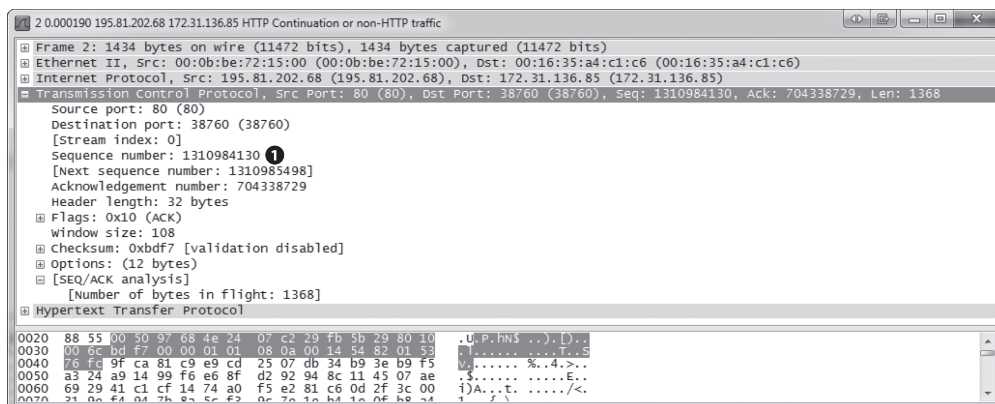 2 0.000190 195.81.202.68 172.31.136.85 HTTP Continuation or non-HTTP traffic
Frame 2: 1434 bytes on wire (11472 bits), 1434 bytes captured (11472 bits)
Ethernet II, Src: 00:0b:be:72:15:00 (00:0b:be:72:15:00), Dst: 00:16:35:a4:c1:c6 (00:16:35:a4:c1:c6)
Internet Protocol, Src: 195.81.202.68 (195.81.202.68), Dst: 172.31.136.85 (172.31.136.85)
Transmission Control Protocol, Src Port: 80 (80), Dst Port: 38760 (38760), Seq: 1310984130, Ack: 704338729, Len: 1368
Source port: 80 (80)
Destination port: 38760 (38760)
[Stream index: 0]
Sequence number: 1310984130 1
[Next sequence number: 1310985498]
Acknowledgement number: 704338729
Header length: 32 bytes
Flags: 0x10 (ACK)
Window size: 108
Checksum: 0xbdf7 [validation disabled]
Options: (12 bytes)
[SEQ/ACK analysis]
[Number of bytes in flight: 1368]
Hypertext Transfer Protocol
0020 88 55 00 50 97 68 4e 24 07 c2 29 fb 5b 29 80 10 .U.P.hN$ ..).[)..
0030 00 6c bd f7 00 00 01 01 08 0a 00 14 54 82 01 53 .l...... ....T..S
0040 76 fc 9f ca 81 c9 e9 cd 25 07 db 34 b9 3e b9 f5 v....... %..4.>..
0050 a3 24 a9 14 99 f6 e6 8f d2 92 94 8c 11 45 07 ae .$...... .....E..
0060 69 29 41 c1 cf 14 74 a0 f5 e2 81 c6 0d 2f 3c 00 i)A...t. ...../<.